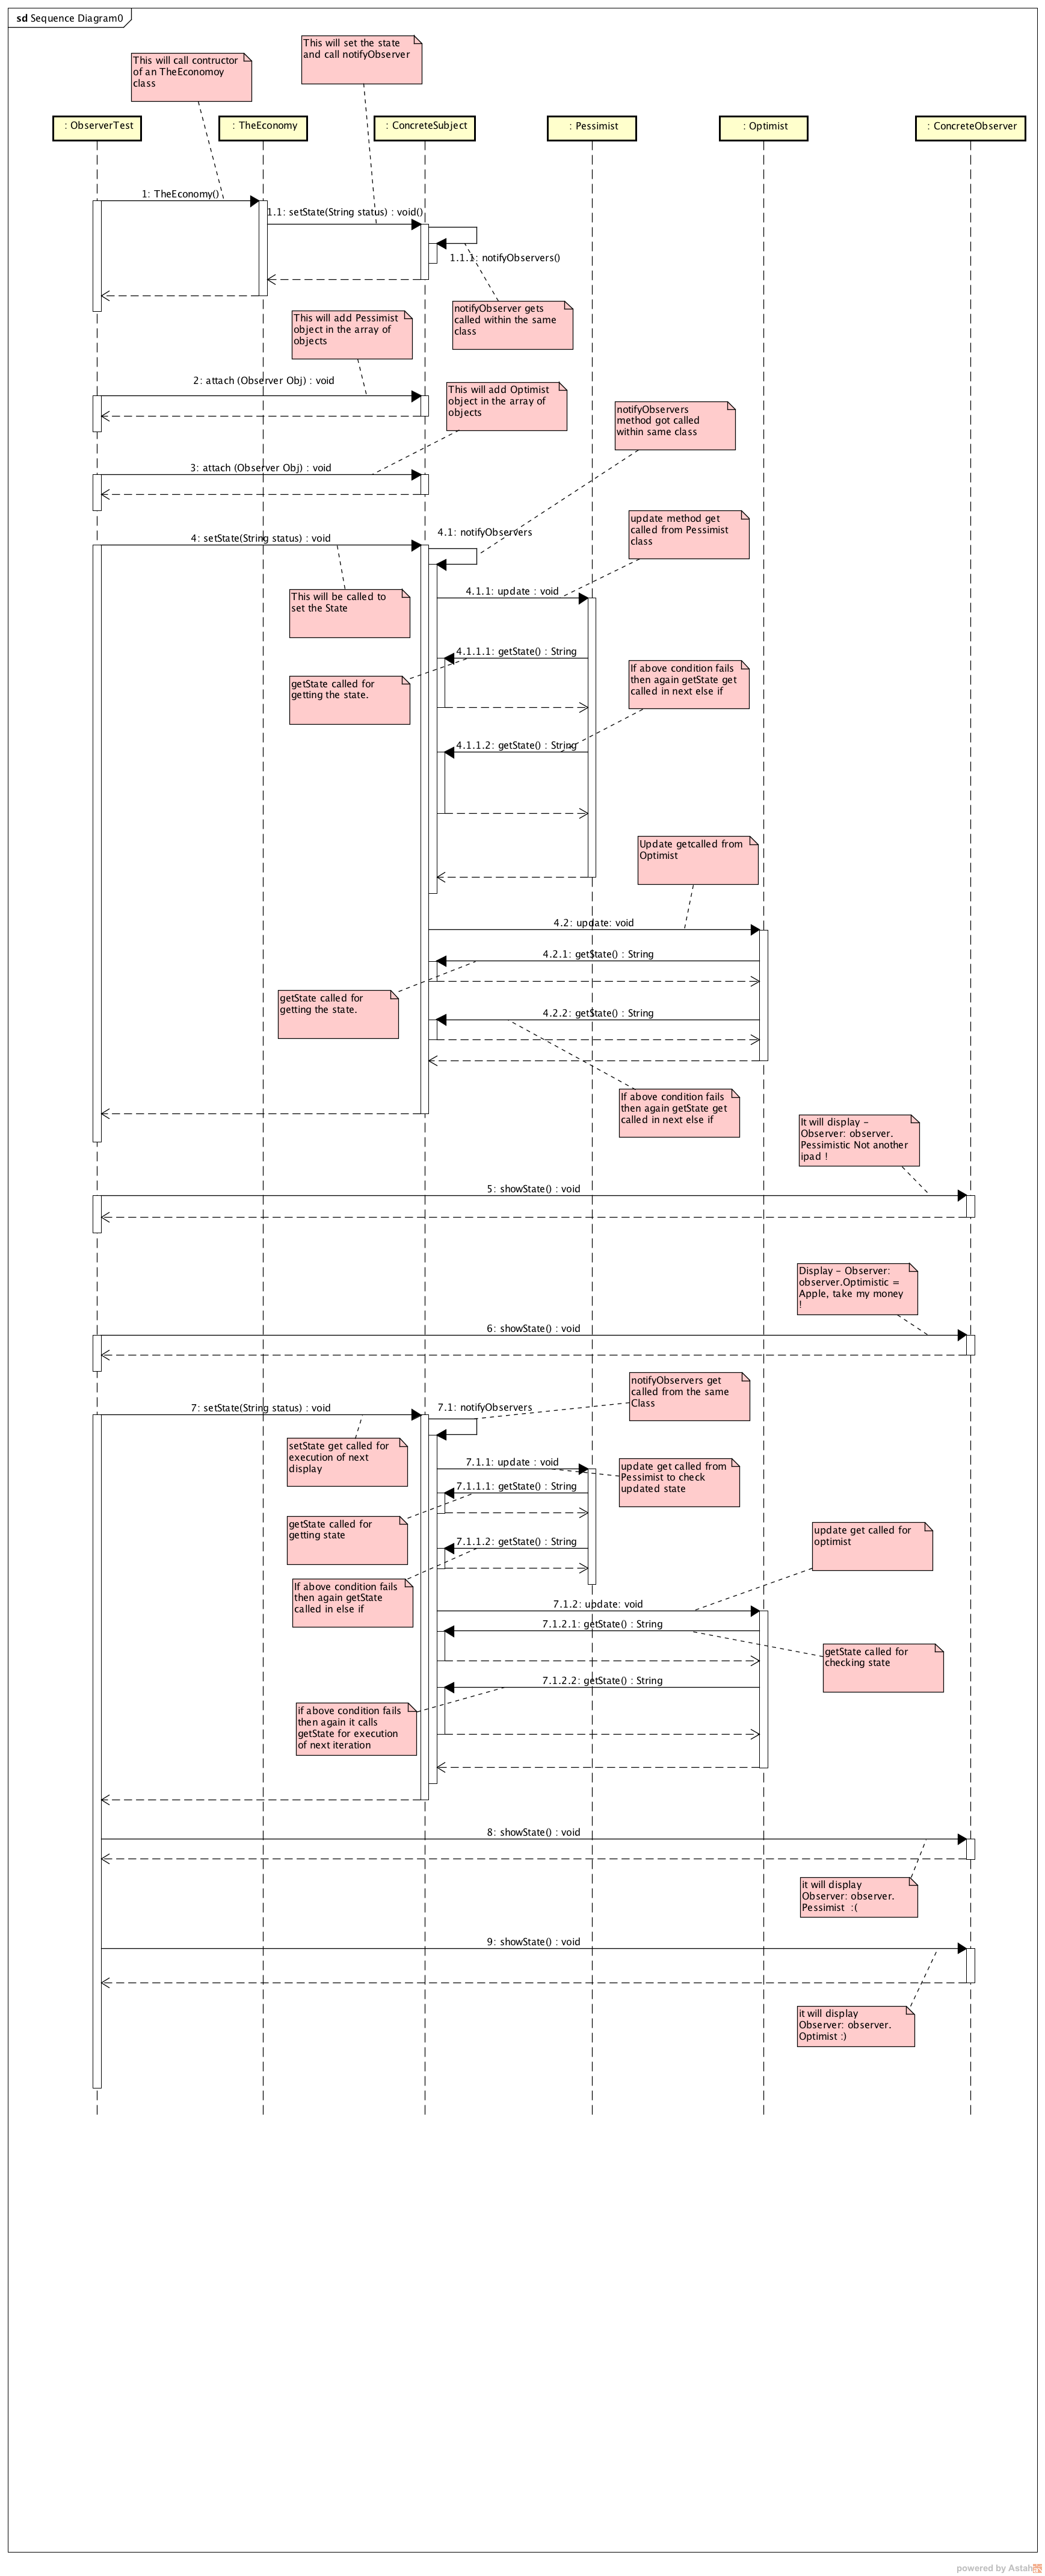 sd Sequence Diagram0
This will set the state
and call notifyObserver
This will call contructor
of an TheEconomoy
class
: ObserverTest
: TheEconomy
: ConcreteSubject
: Pessimist
: Optimist
: ConcreteObserver
1: TheEconomy()
1.1: setState(String status) : void()
1.1.1: notifyObservers()
notifyObserver gets
called within the same
class
This will add Pessimist
object in the array of
objects
2: attach (Observer Obj) : void
This will add Optimist
object in the array of
objects
notifyObservers
method got called
within same class
3: attach (Observer Obj) : void
update method get
called from Pessimist
class
4: setState(String status) : void
4.1: notifyObservers
This will be called to
set the State
4.1.1: update : void
4.1.1.1: getState() : String
getState called for
getting the state.
If above condition fails
then again getState get
called in next else if
4.1.1.2: getState() : String
Update getcalled from
Optimist
4.2: update: void
4.2.1: getState() : String
getState called for
getting the state.
4.2.2: getState() : String
If above condition fails
then again getState get
called in next else if
It will display -
Observer: observer.
Pessimistic Not another
ipad !
5: showState() : void
Display - Observer:
observer.Optimistic =
Apple, take my money
!
6: showState() : void
notifyObservers get
called from the same
Class
7: setState(String status) : void
7.1: notifyObservers
setState get called for
execution of next
display
7.1.1: update : void
update get called from
Pessimist to check
updated state
7.1.1.1: getState() : String
getState called for
getting state
update get called for
optimist
7.1.1.2: getState() : String
If above condition fails
then again getState
called in else if
7.1.2: update: void
7.1.2.1: getState() : String
getState called for
checking state
7.1.2.2: getState() : String
if above condition fails
then again it calls
getState for execution
of next iteration
8: showState() : void
it will display
Observer: observer.
Pessimist  :(
9: showState() : void
it will display
Observer: observer.
Optimist :)
powered by Astah